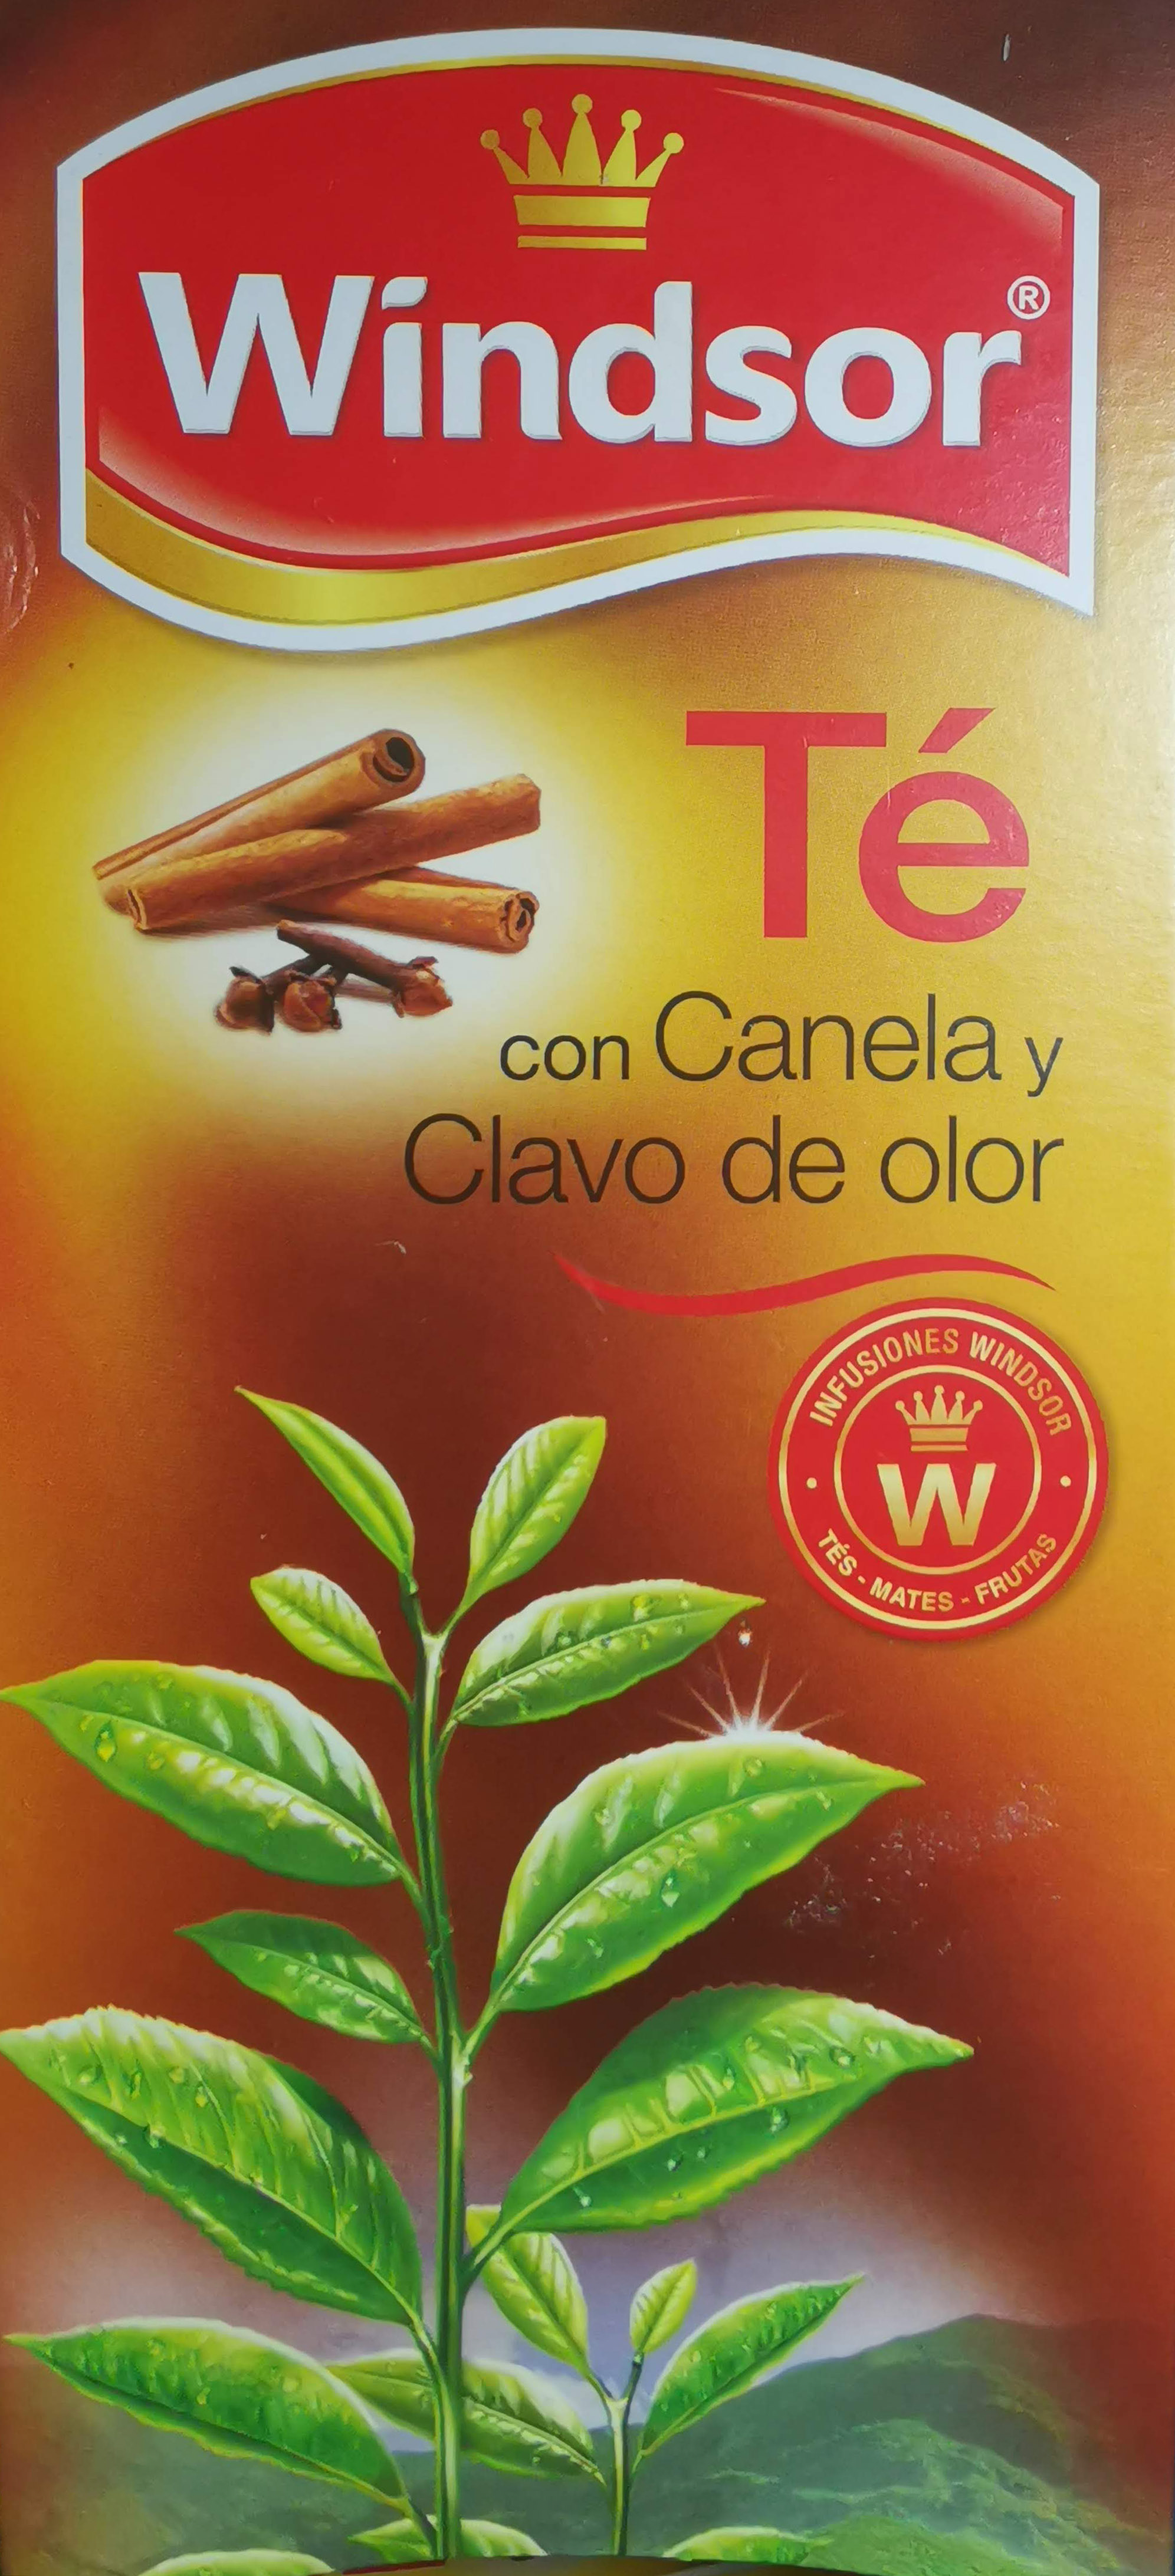 Windsor®
Té
con Canela y
Clavo de olor
INFUSIONES WINDSOR
W
TÉS - MATES - FRUTAS